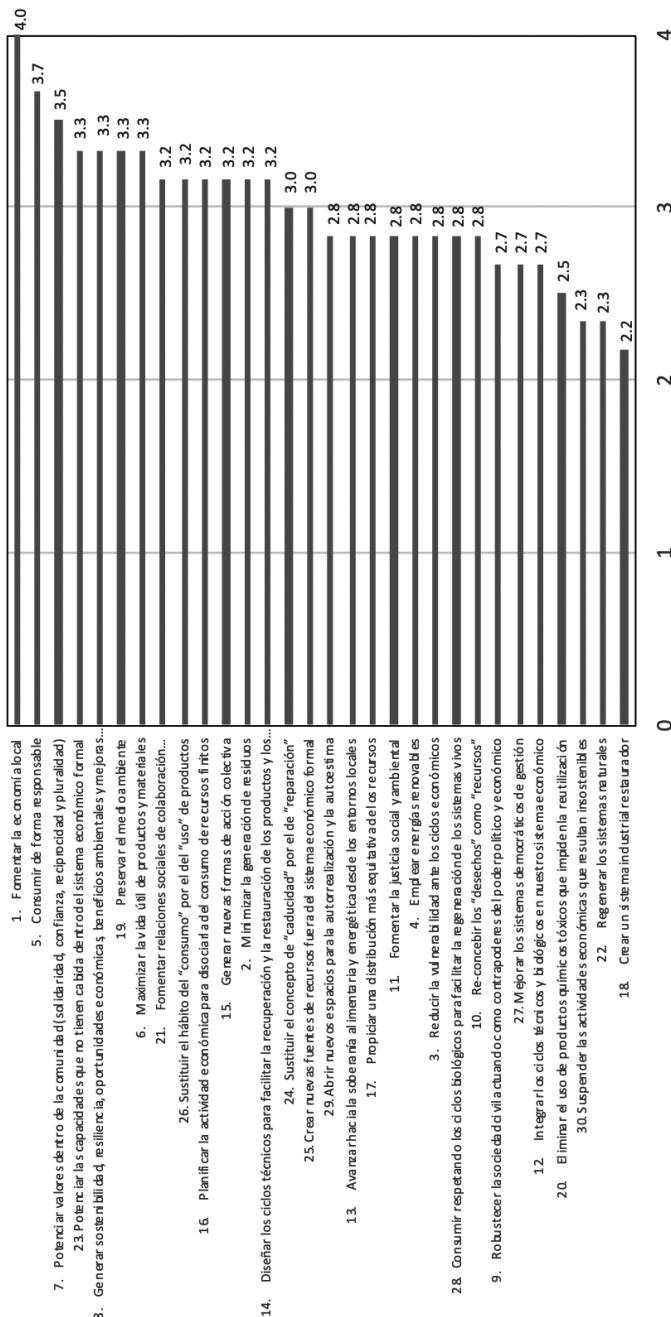 1. Fomentar la economía local 4.0
5. Consumir de forma responsable 3.7
7. Potenciar valores dentro de la comunidad (solidaridad, confianza, reciprocidad y pluralidad) 3.5
23. Potenciar las capacidades que no tienen cabida dentro del sistema económico formal 3.3
8. Generar sostenibilidad, resiliencia, oportunidades económicas, beneficios ambientales y mejoras... 3.3
19. Preservar el medio ambiente 3.3
6. Maximizar la vida útil de productos y materiales 3.3
21. Fomentar relaciones sociales de colaboración... 3.2
26. Sustituir el hábito del “consumo” por el del “uso” de productos 3.2
16. Planificar la actividad económica para disociarla del consumo de recursos finitos 3.2
15. Generar nuevas formas de acción colectiva 3.2
2. Minimizar la generación de residuos 3.2
14. Diseñar los ciclos técnicos para facilitar la recuperación y la restauración de los productos y los... 3.2
24. Sustituir el concepto de “caducidad” por el de “reparación” 3.0
25. Crear nuevas fuentes de recursos fuera del sistema económico formal 3.0
29. Abrir nuevos espacios para la autorrealización y la autoestima 2.8
13. Avanzar hacia la soberanía alimentaria y energética desde los entornos locales 2.8
17. Propiciar una distribución más equitativa de los recursos 2.8
11. Fomentar la justicia social y ambiental 2.8
4. Emplear energías renovables 2.8
3. Reducir la vulnerabilidad ante los ciclos económicos 2.8
28. Consumir respetando los ciclos biológicos para facilitar la regeneración de los sistemas vivos 2.8
10. Re-concebir los “desechos” como “recursos” 2.8
9. Robustecer la sociedad civil actuando como contrapoderes del poder político y económico 2.7
27. Mejorar los sistemas democráticos de gestión 2.7
12. Integrar los ciclos técnicos y biológicos en nuestro sistema económico 2.7
20. Eliminar el uso de productos químicos tóxicos que impiden la reutilización 2.5
30. Suspender las actividades económicas que resultan insostenibles 2.3
22. Regenerar los sistemas naturales 2.3
18. Crear un sistema industrial restaurador 2.2
0 1 2 3 4